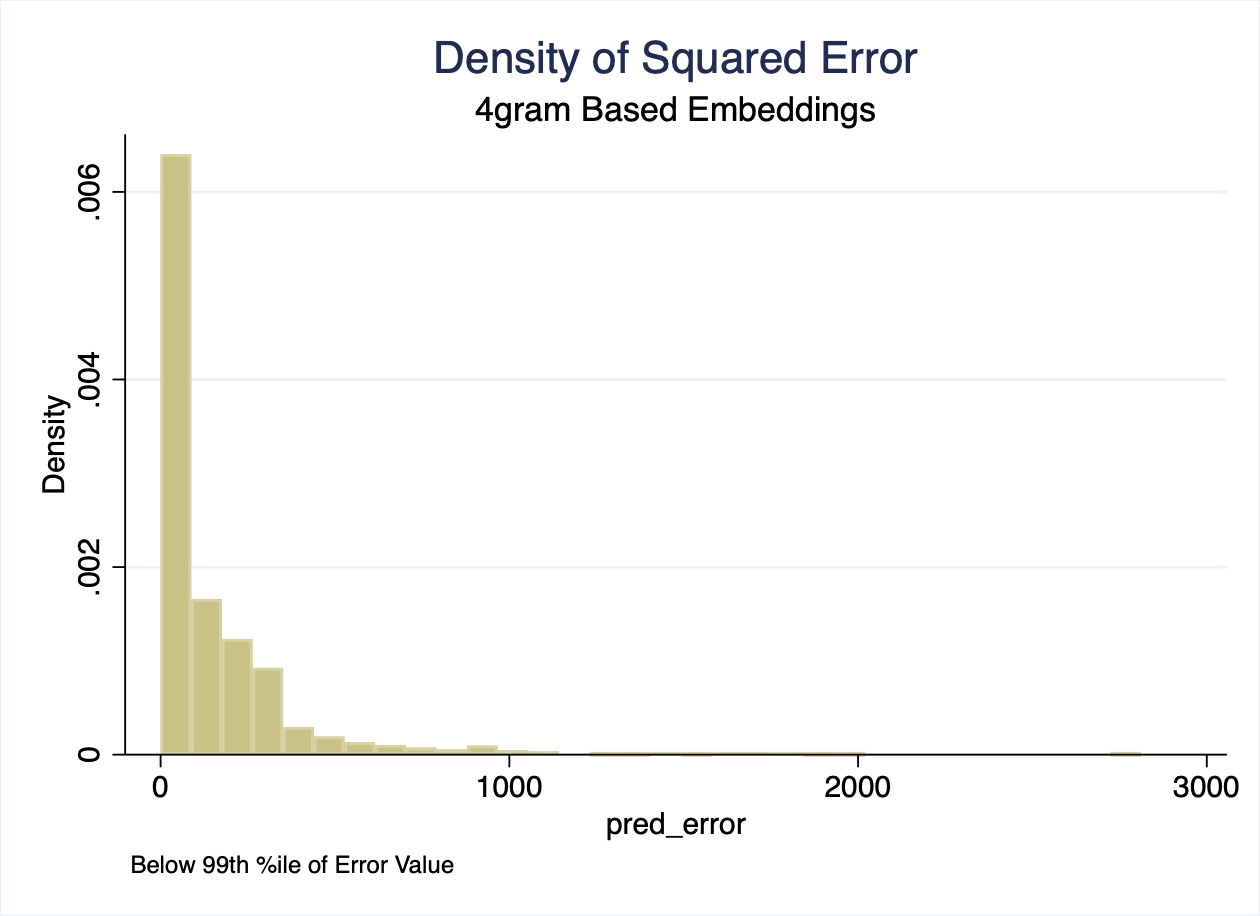 Density of Squared Error
4gram Based Embeddings
.006
.004
.002
0
Density
0 1000 2000 3000
pred_error
Below 99th %ile of Error Value